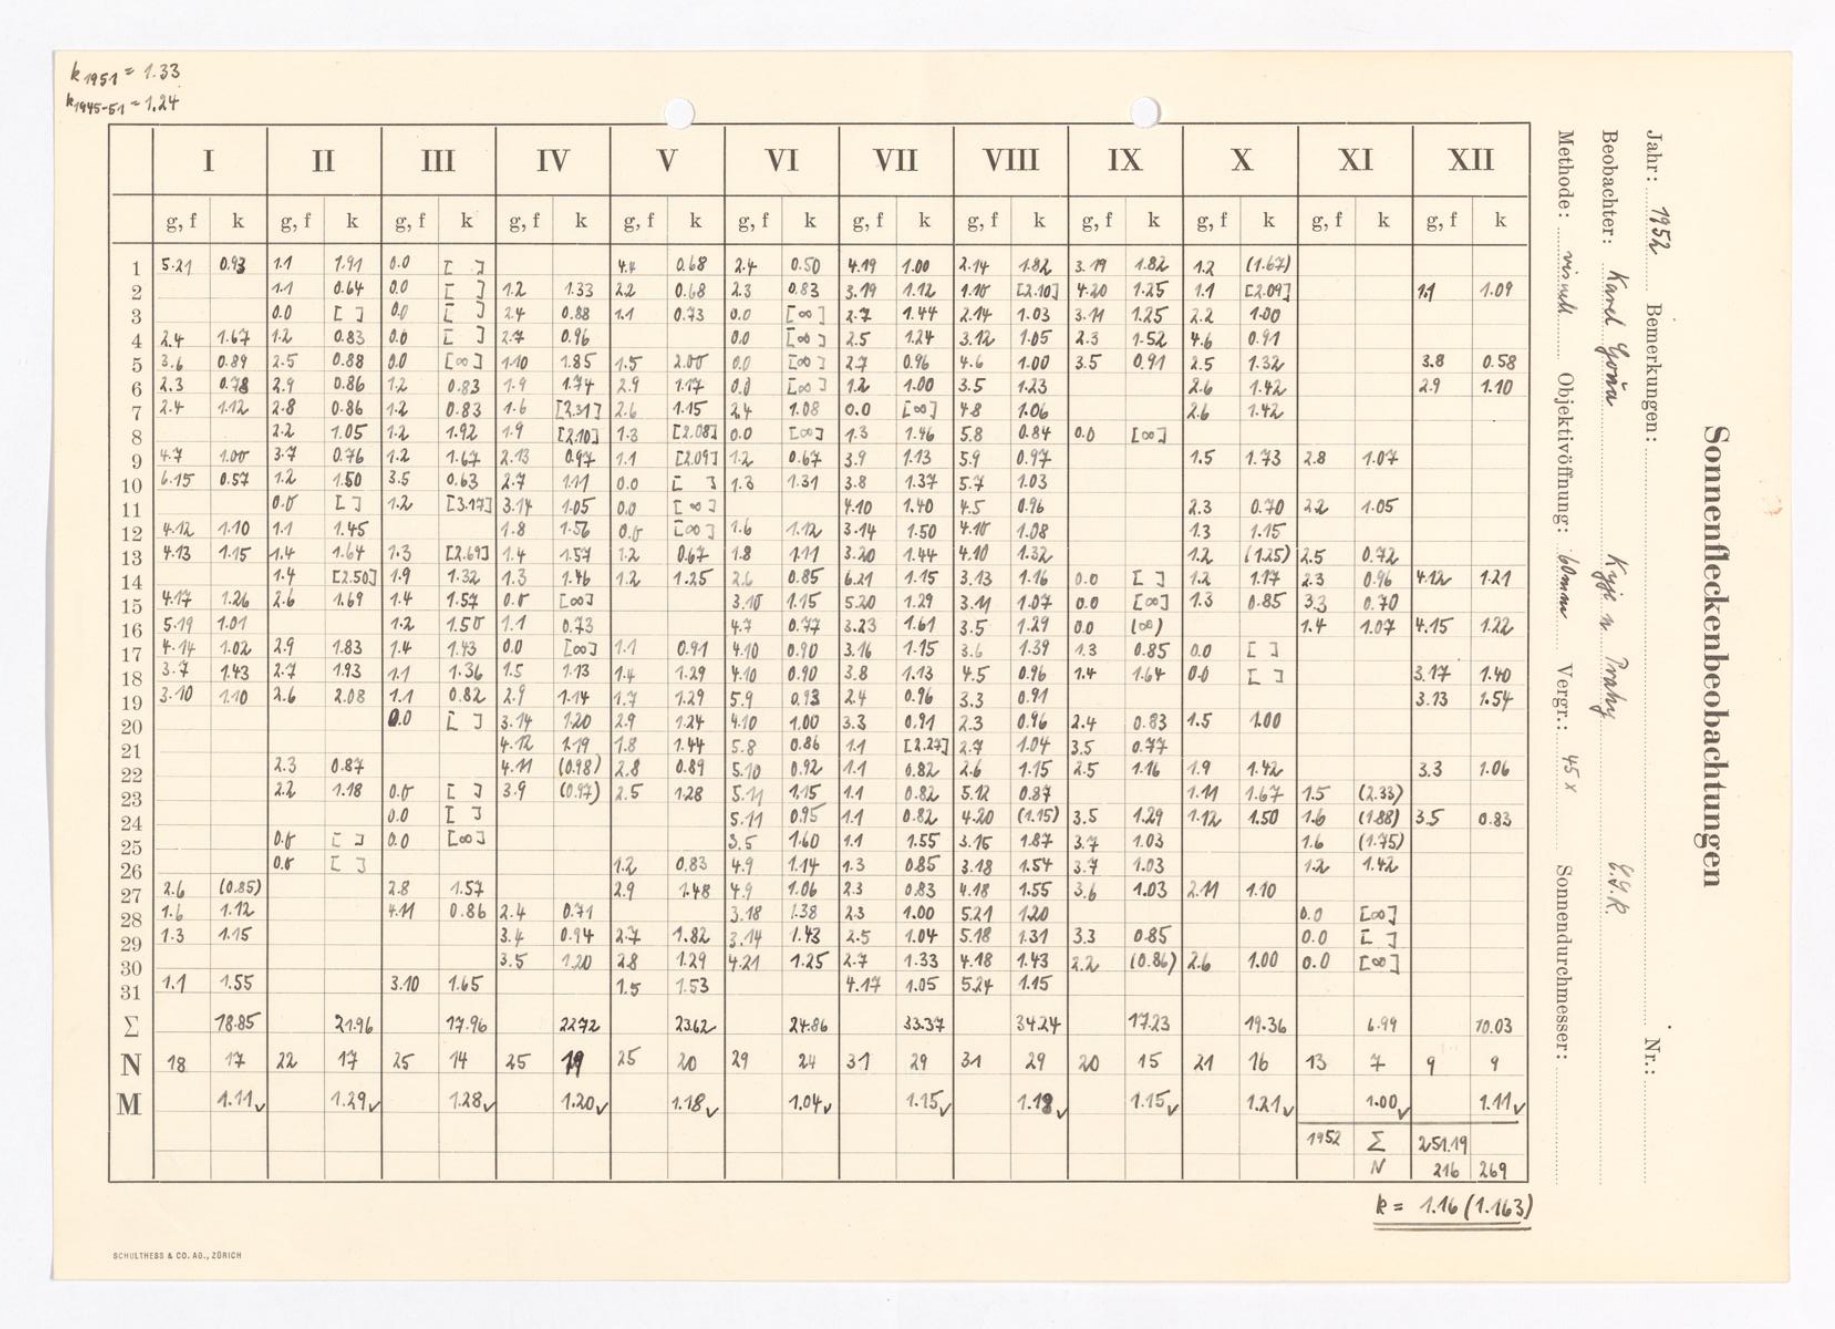 k1951 = 1.33
k1945-51 = 1.24
I II III IV V VI VII VIII IX X XI XII
g, f k g, f k g, f k g, f k g, f k g, f k g, f k g, f k g, f k g, f k g, f k g, f k
1 5.21 0.93 1.1 1.91 0.0 [ ] 4.4 0.68 2.4 0.50 4.19 1.00 2.14 1.82 3.19 1.82 1.2 (1.67)
2 1.1 0.64 0.0 [ ] 1.2 1.33 2.2 0.68 2.3 0.83 3.19 1.12 1.10 [2.10] 4.20 1.25 1.1 [2.09] 1.1 1.09
3 0.0 [ ] 0.0 [ ] 2.4 0.88 1.1 0.73 0.0 [∞] 2.7 1.44 2.14 1.03 3.11 1.25 2.2 1.00
4 2.4 1.67 1.2 0.83 0.0 [ ] 2.7 0.96 0.0 [∞] 2.5 1.24 3.12 1.05 2.3 1.52 4.6 0.91
5 3.6 0.89 2.5 0.88 0.0 [∞] 1.10 1.85 1.5 2.00 0.0 [∞] 2.7 0.96 4.6 1.00 3.5 0.91 2.5 1.32 3.8 0.58
6 2.3 0.78 2.9 0.86 1.2 0.83 1.9 1.74 2.9 1.17 0.0 [∞] 1.2 1.00 3.5 1.23 2.6 1.42 2.9 1.10
7 2.4 1.12 2.8 0.86 1.2 0.83 1.6 [2.31] 2.6 1.15 2.4 1.08 0.0 [∞] 4.8 1.06 2.6 1.42
8 2.2 1.05 1.2 1.92 1.9 [2.10] 1.3 [2.08] 0.0 [∞] 1.3 1.46 5.8 0.84 0.0 [∞]
9 4.7 1.00 3.7 0.76 1.2 1.67 2.13 0.97 1.1 [2.09] 1.2 0.67 3.9 1.13 5.9 0.97 1.5 1.73 2.8 1.07
10 6.15 0.57 1.2 1.50 3.5 0.63 2.7 1.11 0.0 [ ] 1.3 1.31 3.8 1.37 5.7 1.03
11 0.0 [ ] 1.2 [3.17] 3.14 1.05 0.0 [∞] 4.10 1.40 4.5 0.96 2.3 0.70 2.2 1.05
12 4.12 1.10 1.1 1.45 1.8 1.56 0.0 [∞] 1.6 1.12 3.14 1.50 4.10 1.08 1.3 1.15
13 4.13 1.15 1.4 1.64 1.3 [2.69] 1.4 1.57 1.2 0.67 1.8 1.11 3.20 1.44 4.10 1.32 1.2 (1.25) 2.5 0.72
14 1.4 [2.50] 1.9 1.32 1.3 1.46 1.2 1.25 2.6 0.85 6.21 1.15 3.13 1.16 0.0 [ ] 1.2 1.17 2.3 0.96 4.12 1.21
15 4.17 1.26 2.6 1.69 1.4 1.57 0.0 [∞] 3.10 1.15 5.20 1.29 3.11 1.07 0.0 [∞] 1.3 0.85 3.3 0.70
16 5.19 1.01 1.2 1.50 1.1 0.73 4.7 0.77 3.23 1.61 3.5 1.29 0.0 (∞) 1.4 1.07 4.15 1.22
17 4.14 1.02 2.9 1.83 1.4 1.43 0.0 [∞] 1.1 0.91 4.10 0.90 3.16 1.15 3.6 1.39 1.3 0.85 0.0 [ ]
18 3.7 1.43 2.7 1.93 1.1 1.36 1.5 1.13 1.4 1.29 4.10 0.90 3.8 1.13 4.5 0.96 1.4 1.64 0.0 [ ] 3.17 1.40
19 3.10 1.10 2.6 2.08 1.1 0.82 2.9 1.14 1.7 1.29 5.9 0.93 2.4 0.96 3.3 0.91 3.13 1.54
20 0.0 [ ] 3.14 1.20 2.9 1.24 4.10 1.00 3.3 0.91 2.3 0.96 2.4 0.83 1.5 1.00
21 4.12 1.19 1.8 1.44 5.8 0.86 1.1 [2.27] 2.7 1.04 3.5 0.77
22 2.3 0.87 4.11 (0.98) 2.8 0.89 5.10 0.92 1.1 0.82 2.6 1.15 2.5 1.16 1.9 1.42 3.3 1.06
23 2.2 1.18 0.0 [ ] 3.9 (0.97) 2.5 1.28 5.11 1.15 1.1 0.82 5.12 0.87 1.11 1.67 1.5 (2.33)
24 0.0 [ ] 5.11 0.95 1.1 0.82 4.20 (1.15) 3.5 1.29 1.12 1.50 1.6 (1.88) 3.5 0.83
25 0.0 [ ] 0.0 [∞] 3.5 1.60 1.1 1.55 3.15 1.87 3.7 1.03 1.6 (1.75)
26 0.0 [ ] 1.2 0.83 4.9 1.14 1.3 0.85 3.18 1.54 3.7 1.03 1.2 1.42
27 2.6 (0.85) 2.8 1.57 2.9 1.48 4.9 1.06 2.3 0.83 4.18 1.55 3.6 1.03 2.11 1.10
28 1.6 1.12 4.11 0.86 2.4 0.71 3.18 1.38 2.3 1.00 5.21 1.20 0.0 [∞]
29 1.3 1.15 3.4 0.94 2.7 1.82 3.14 1.43 2.5 1.04 5.18 1.31 3.3 0.85 0.0 [ ]
30 3.5 1.20 2.8 1.29 4.21 1.25 2.7 1.33 4.18 1.43 2.2 (0.86) 2.6 1.00 0.0 [∞]
31 1.1 1.55 3.10 1.65 1.5 1.53 4.17 1.05 5.24 1.15
Σ 18.85 21.96 17.96 22.72 23.62 24.86 33.37 34.24 17.23 19.36 6.99 10.03
N 18 17 22 17 25 14 25 19 25 20 29 24 31 29 31 29 20 15 21 16 13 7 9 9
M 1.11✓ 1.29✓ 1.28✓ 1.20✓ 1.18✓ 1.04✓ 1.15✓ 1.18✓ 1.15✓ 1.21✓ 1.00✓ 1.11✓
1952 Σ 251.19
N 216 269
k = 1.16 (1.163)
SCHULTHESS & CO. AG., ZÜRICH
Sonnenfleckenbeobachtungen
Jahr: 1952 Bemerkungen: Nr.:
Beobachter: Karel Goňa Kyje u Prahy Č.S.R.
Methode: visuell Objektivöffnung: 60mm Vergr.: 45x Sonnendurchmesser: